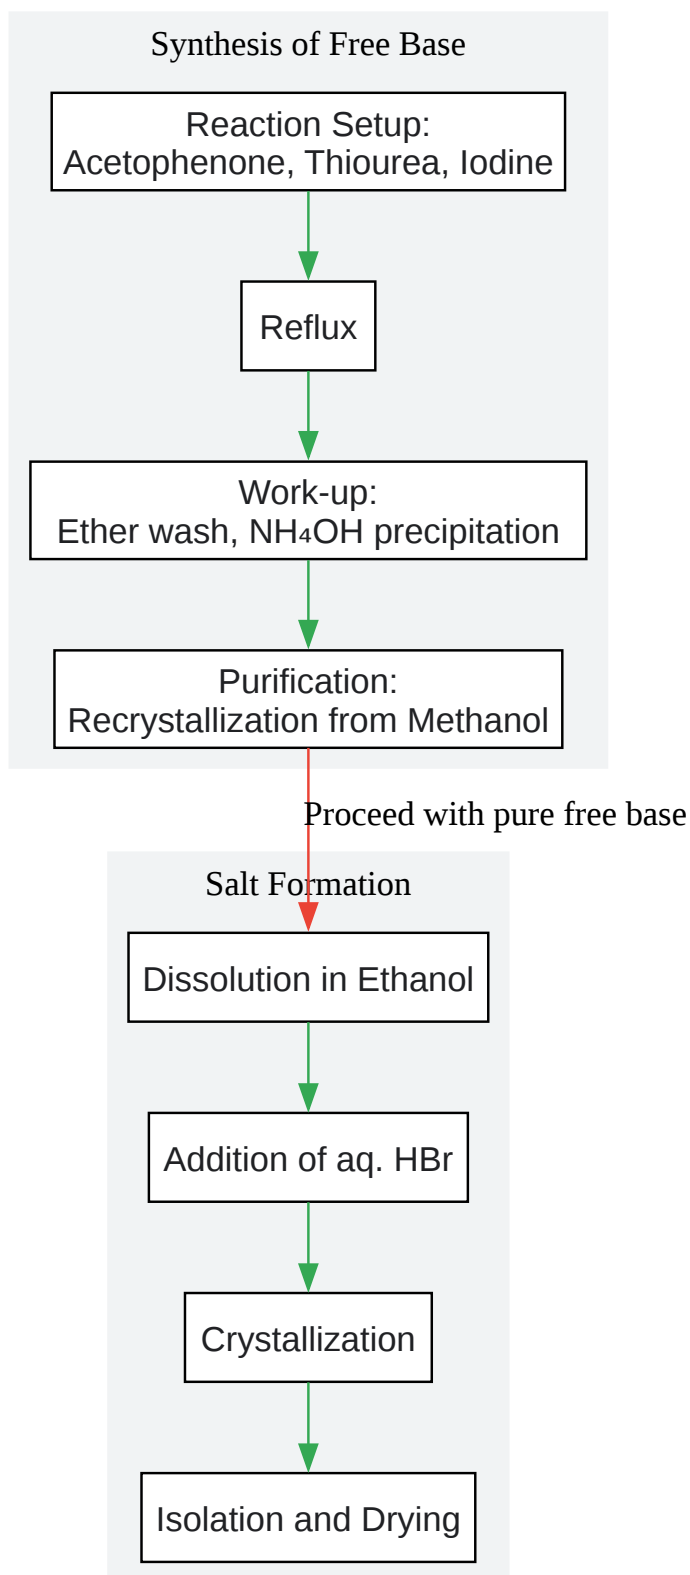 Synthesis of Free Base
Reaction Setup:
Acetophenone, Thiourea, Iodine
Reflux
Work-up:
Ether wash, NH₄OH precipitation
Purification:
Recrystallization from Methanol
Proceed with pure free base
Salt Formation
Dissolution in Ethanol
Addition of aq. HBr
Crystallization
Isolation and Drying